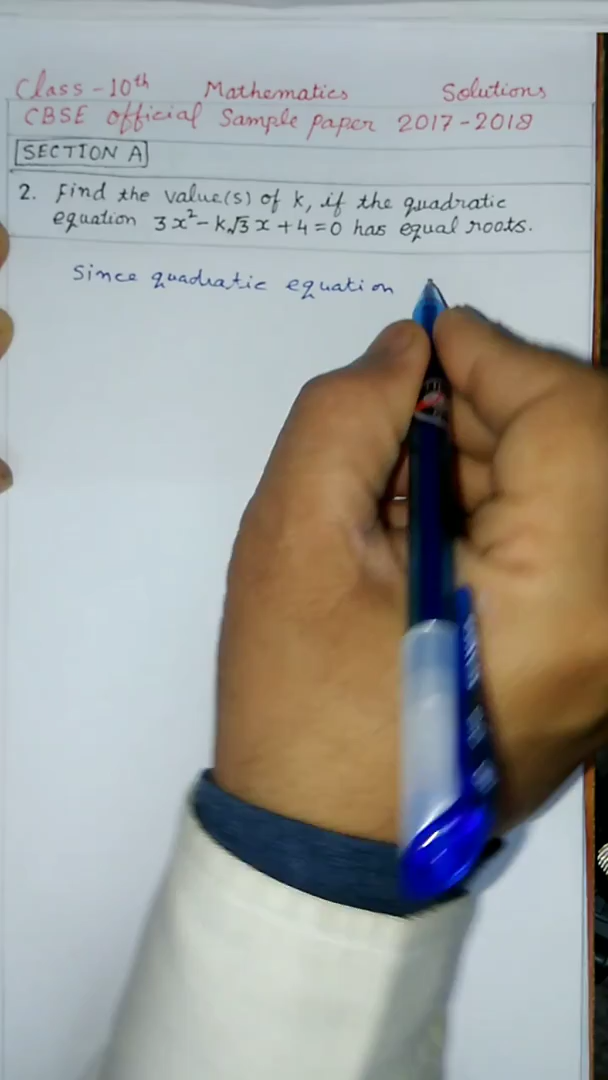 Class-10th Mathematics Solutions
CBSE official Sample paper 2017-2018
SECTION A
2. Find the value(s) of k, if the quadratic
equation 3x²-k√3x+4=0 has equal roots.
Since quadratic equation